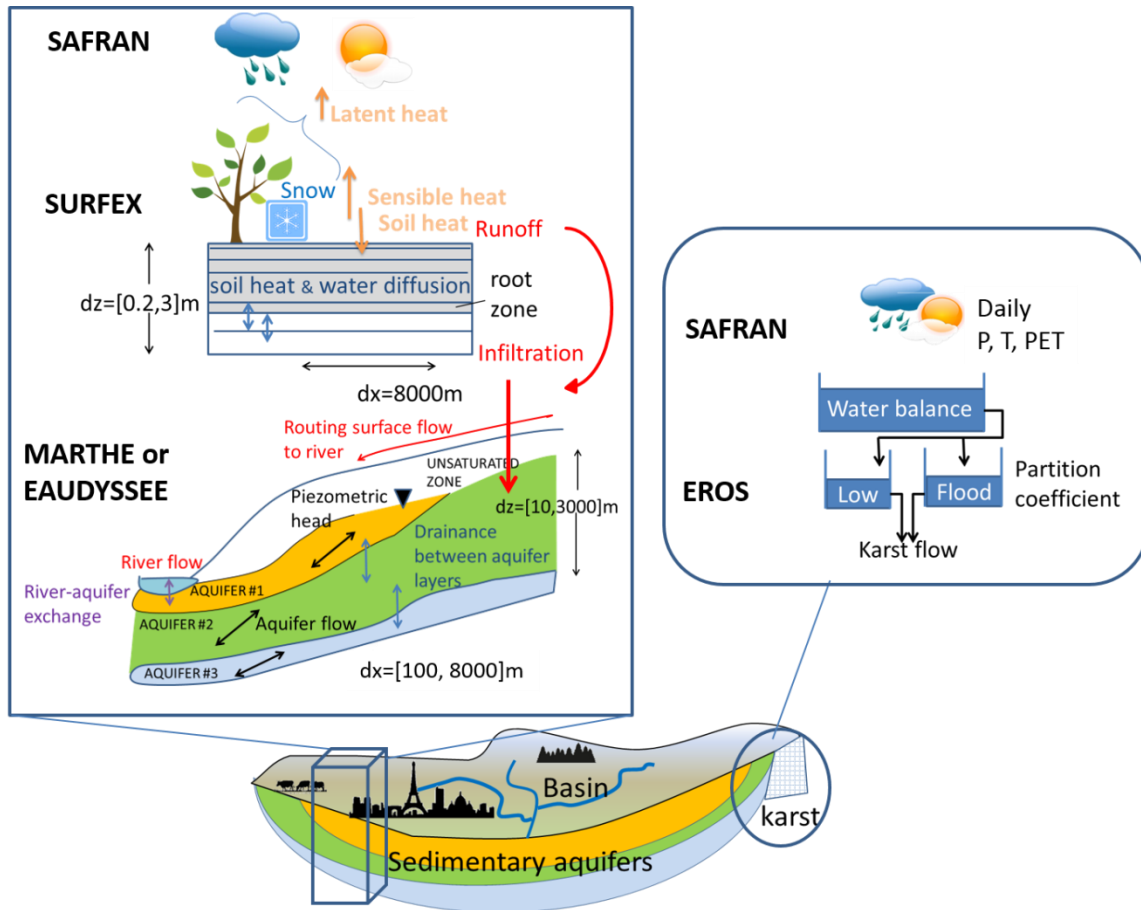 SAFRAN
Latent heat
SURFEX
Snow
Sensible heat
Soil heat
Runoff
dz=[0.2,3]m
soil heat & water diffusion
root
zone
Infiltration
dx=8000m
MARTHE or
EAUDYSSEE
Routing surface flow
to river
UNSATURATED
ZONE
Piezometric
head
dz=[10,3000]m
Drainance
between aquifer
layers
River flow
River-aquifer
exchange
AQUIFER #1
AQUIFER #2
Aquifer flow
AQUIFER #3
dx=[100, 8000]m
SAFRAN
Daily
P, T, PET
Water balance
EROS
Low
Flood
Partition
coefficient
Karst flow
Basin
karst
Sedimentary aquifers